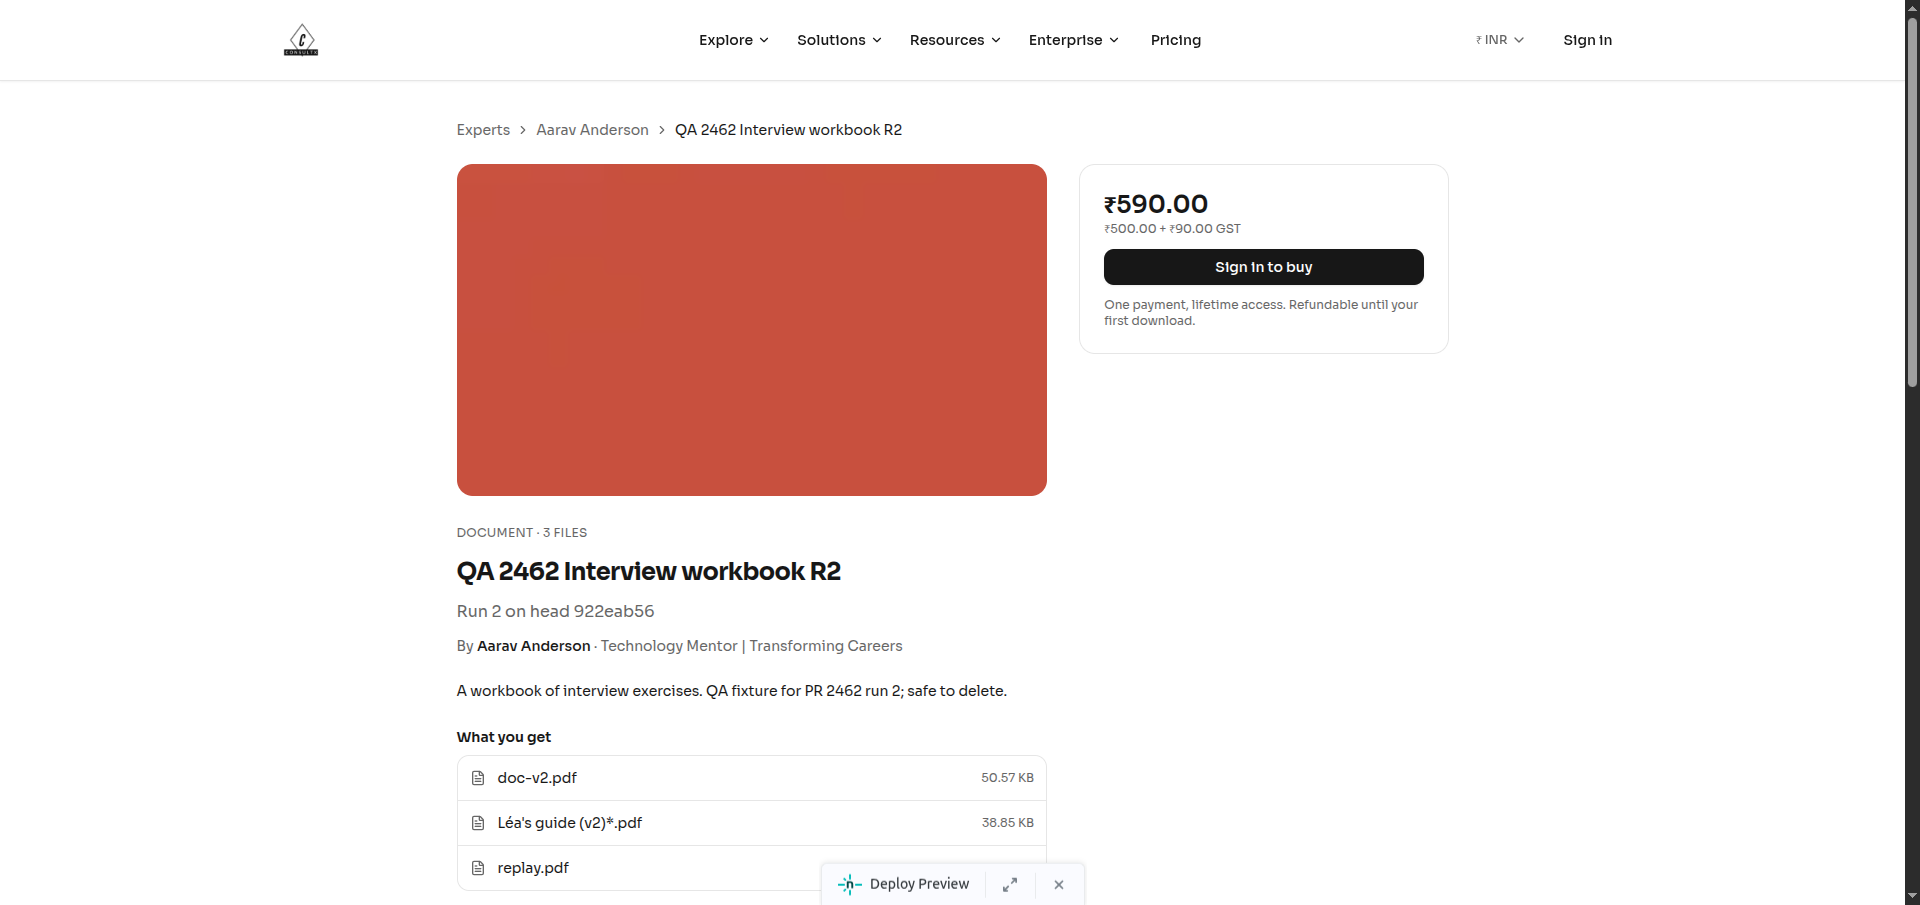 C
CONSULTX
Explore
Solutions
Resources
Enterprise
Pricing
₹ INR
Sign in
Experts > Aarav Anderson > QA 2462 Interview workbook R2
₹590.00
₹500.00 + ₹90.00 GST
Sign in to buy
One payment, lifetime access. Refundable until your
first download.
DOCUMENT · 3 FILES
QA 2462 Interview workbook R2
Run 2 on head 922eab56
By Aarav Anderson · Technology Mentor | Transforming Careers
A workbook of interview exercises. QA fixture for PR 2462 run 2; safe to delete.
What you get
doc-v2.pdf 50.57 KB
Léa's guide (v2)*.pdf 38.85 KB
replay.pdf
Deploy Preview